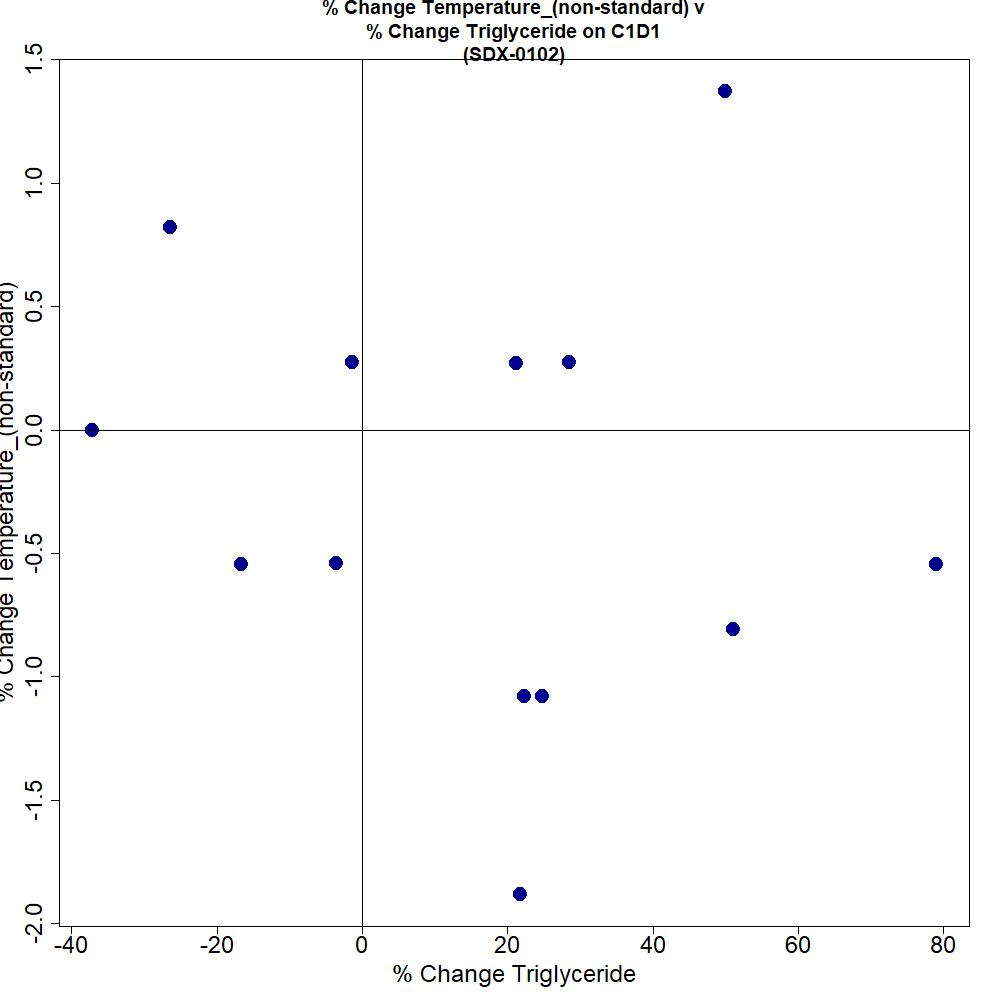 % Change Temperature_(non-standard) v
% Change Triglyceride on C1D1
(SDX-0102)
% Change Temperature_(non-standard)
1.5
1.0
0.5
0.0
-0.5
-1.0
-1.5
-2.0
-40 -20 0 20 40 60 80
% Change Triglyceride